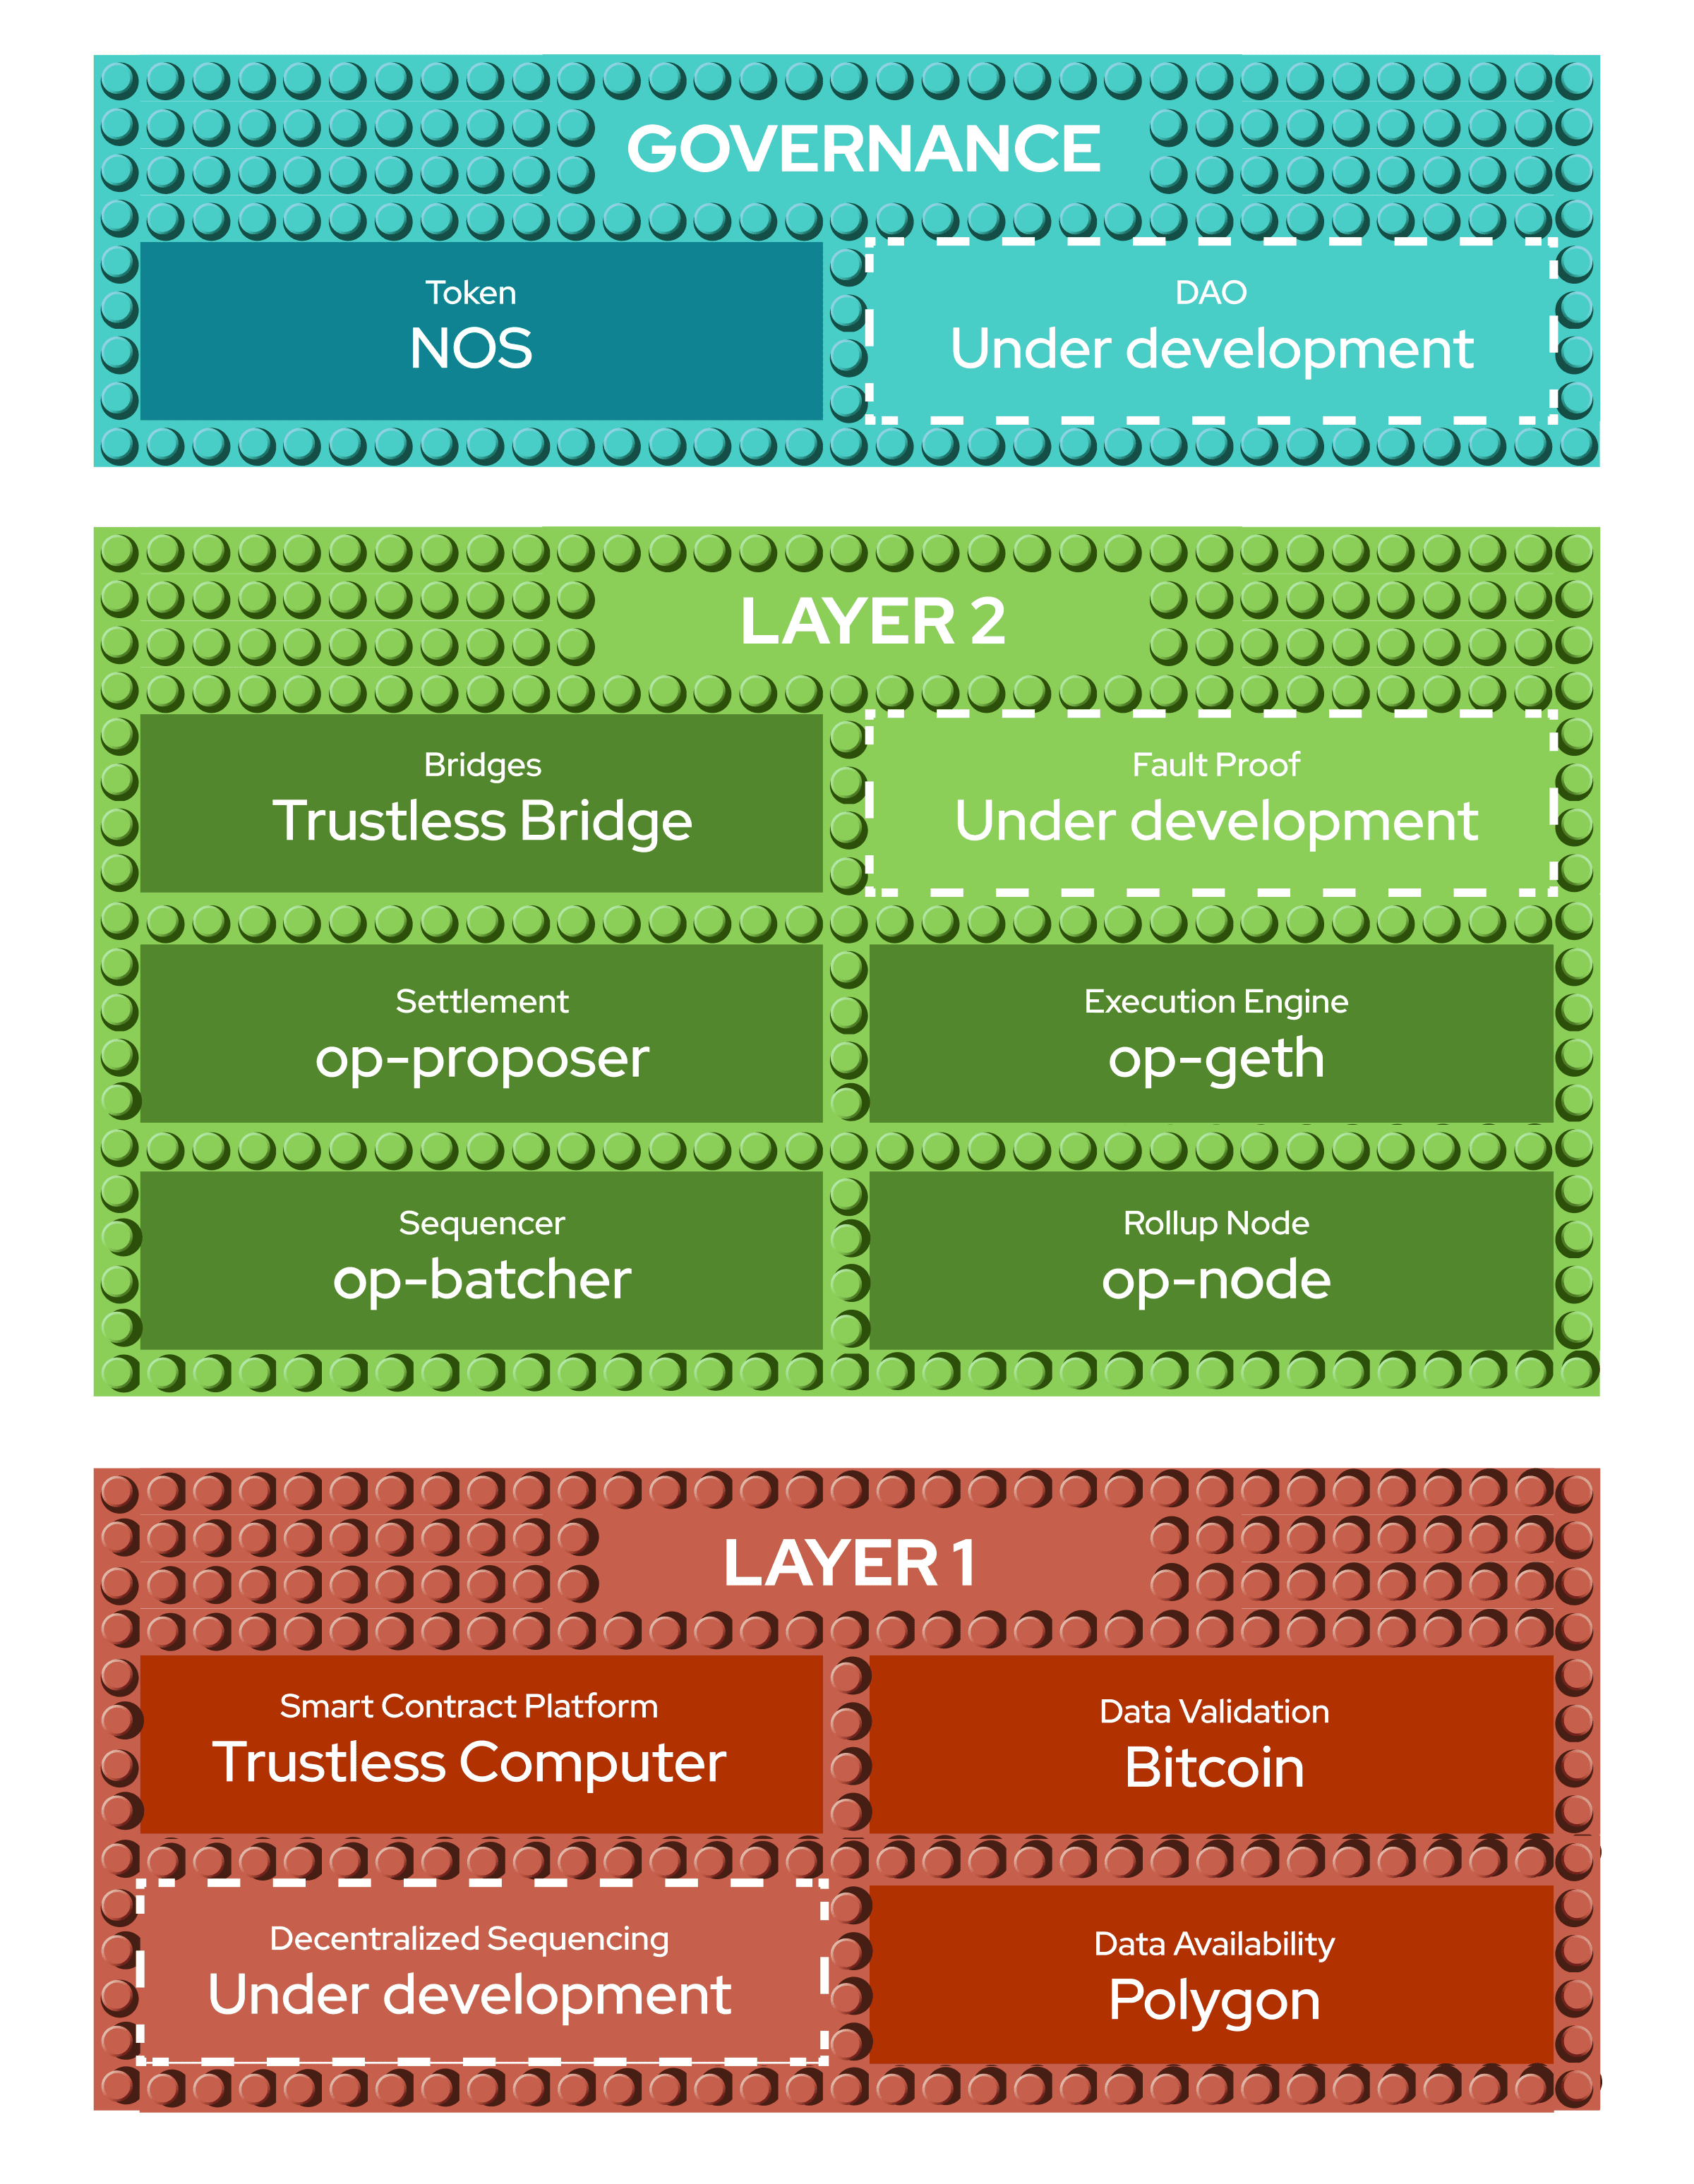 GOVERNANCE
Token
NOS
DAO
Under development
LAYER 2
Bridges
Trustless Bridge
Fault Proof
Under development
Settlement
op-proposer
Execution Engine
op-geth
Sequencer
op-batcher
Rollup Node
op-node
LAYER 1
Smart Contract Platform
Trustless Computer
Data Validation
Bitcoin
Decentralized Sequencing
Under development
Data Availability
Polygon